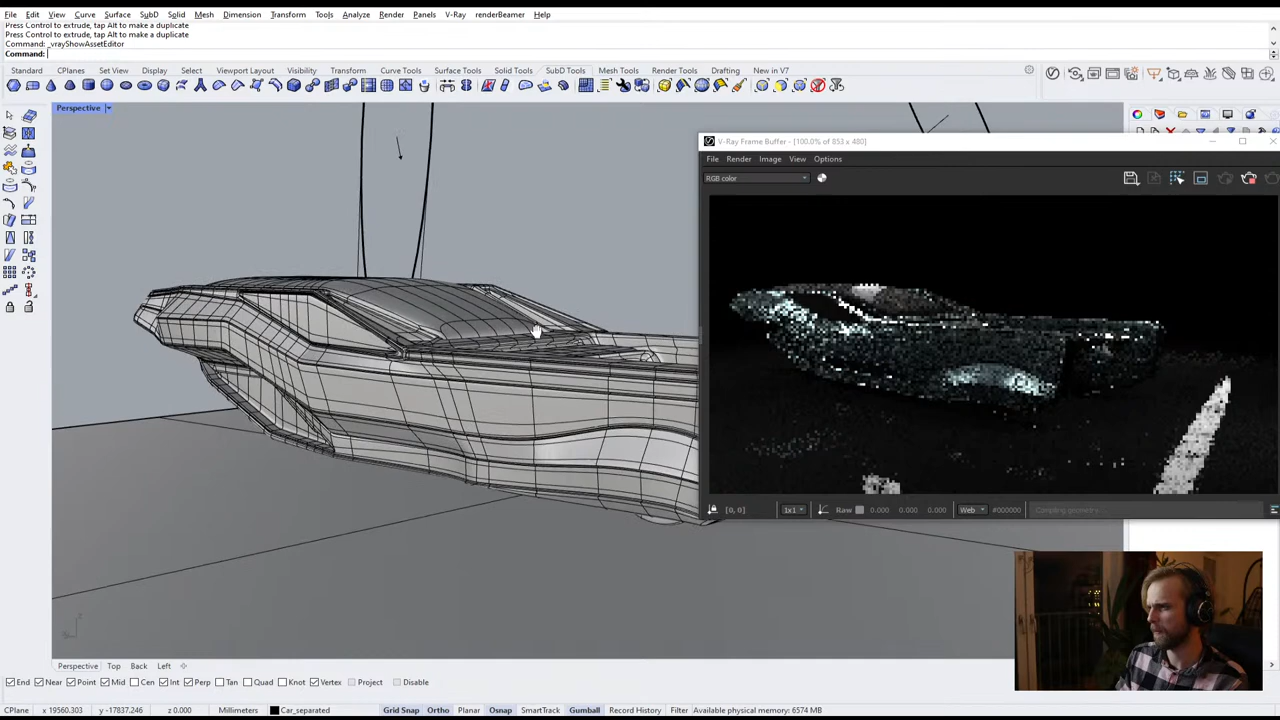 File Edit View Curve Surface SubD Solid Mesh Dimension Transform Tools Analyze Render Panels V-Ray renderBeamer Help
Press Control to extrude, tap Alt to make a duplicate
Press Control to extrude, tap Alt to make a duplicate
Command: _vrayShowAssetEditor
Command:
Standard CPlanes Set View Display Select Viewport Layout Visibility Transform Curve Tools Surface Tools Solid Tools SubD Tools Mesh Tools Render Tools Drafting New in V7
Perspective
V-Ray Frame Buffer - [100.0% of 853 x 480]
File Render Image View Options
RGB color
[0, 0] 1x1 Raw 0.000 0.000 0.000 Web #000000 Compiling geometry...
Perspective Top Back Left
End Near Point Mid Cen Int Perp Tan Quad Knot Vertex Project Disable
CPlane x 19560.303 y -17837.246 z 0.000 Millimeters Car_separated Grid Snap Ortho Planar Osnap SmartTrack Gumball Record History Filter Available physical memory: 6574 MB